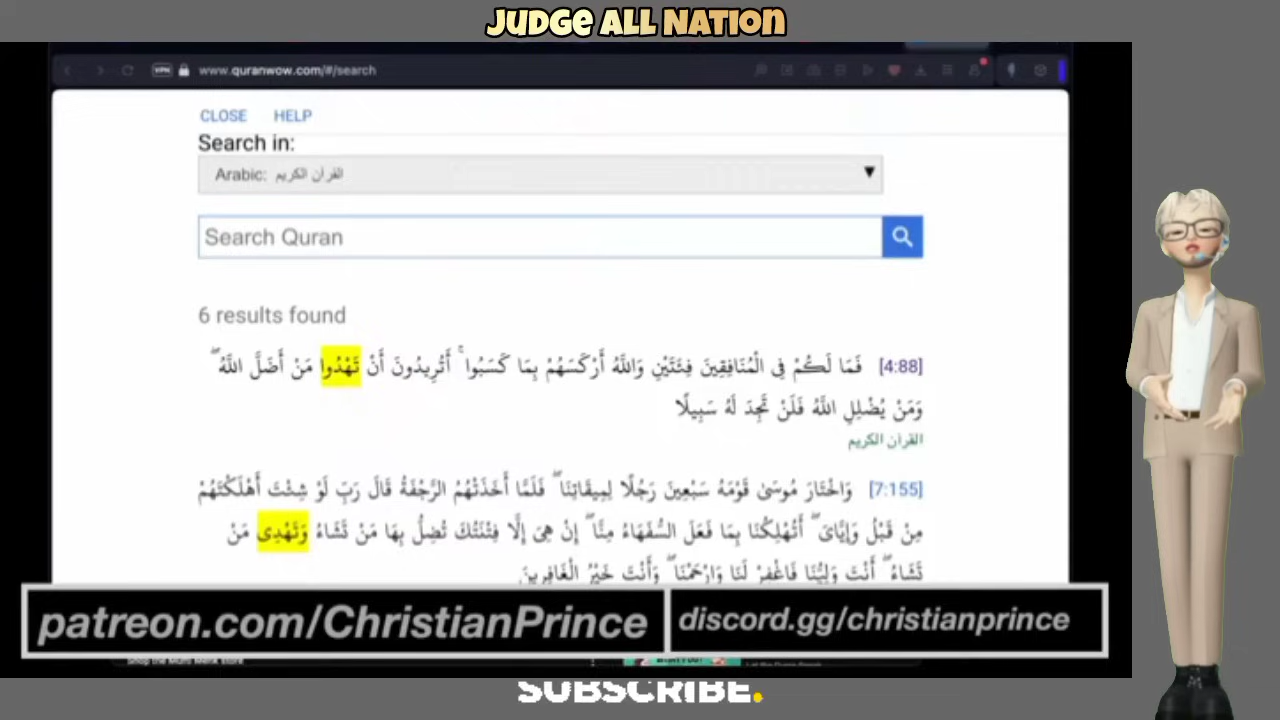 JUDGE ALL NATION
www.quranwow.com/#/search
CLOSE HELP
Search in:
Arabic: القرآن الكريم
Search Quran
6 results found
[4:88] فَمَا لَكُمْ فِي الْمُنَافِقِينَ فِئَتَيْنِ وَاللَّهُ أَرْكَسَهُمْ بِمَا كَسَبُوا ۚ أَتُرِيدُونَ أَنْ تَهْدُوا مَنْ أَضَلَّ اللَّهُ ۖ
وَمَنْ يُضْلِلِ اللَّهُ فَلَنْ تَجِدَ لَهُ سَبِيلًا
القرآن الكريم
[7:155] وَاخْتَارَ مُوسَىٰ قَوْمَهُ سَبْعِينَ رَجُلًا لِمِيقَاتِنَا ۖ فَلَمَّا أَخَذَتْهُمُ الرَّجْفَةُ قَالَ رَبِّ لَوْ شِئْتَ أَهْلَكْتَهُمْ
مِنْ قَبْلُ وَإِيَّايَ ۖ أَتُهْلِكُنَا بِمَا فَعَلَ السُّفَهَاءُ مِنَّا ۖ إِنْ هِيَ إِلَّا فِتْنَتُكَ تُضِلُّ بِهَا مَنْ تَشَاءُ وَتَهْدِي مَنْ
تَشَاءُ ۖ أَنْتَ وَلِيُّنَا فَاغْفِرْ لَنَا وَارْحَمْنَا ۖ وَأَنْتَ خَيْرُ الْغَافِرِينَ
patreon.com/ChristianPrince
discord.gg/christianprince
SUBSCRIBE.